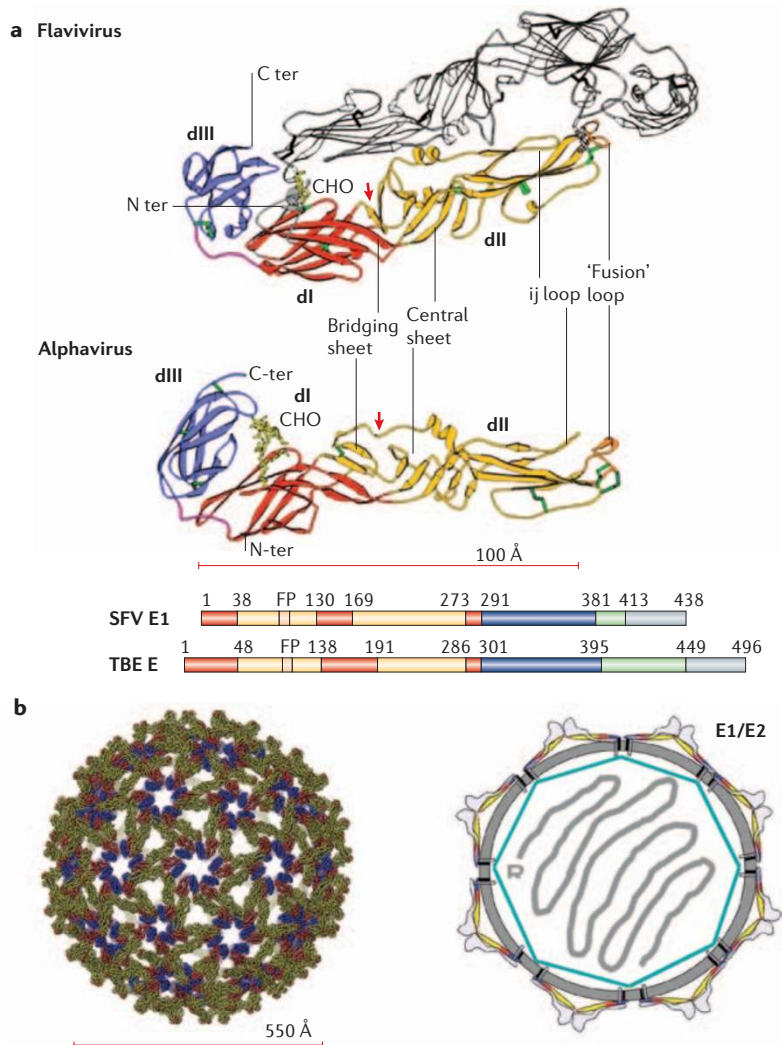 a Flavivirus
C ter
dIII
CHO
N ter
dII
dI
'Fusion'
loop
ij loop
Bridging
sheet
Central
sheet
Alphavirus
dIII
C-ter
dI
CHO
dII
N-ter
100 Å
1 38 FP 130 169 273 291 381 413 438
SFV E1
1 48 FP 138 191 286 301 395 449 496
TBE E
b
E1/E2
R
550 Å